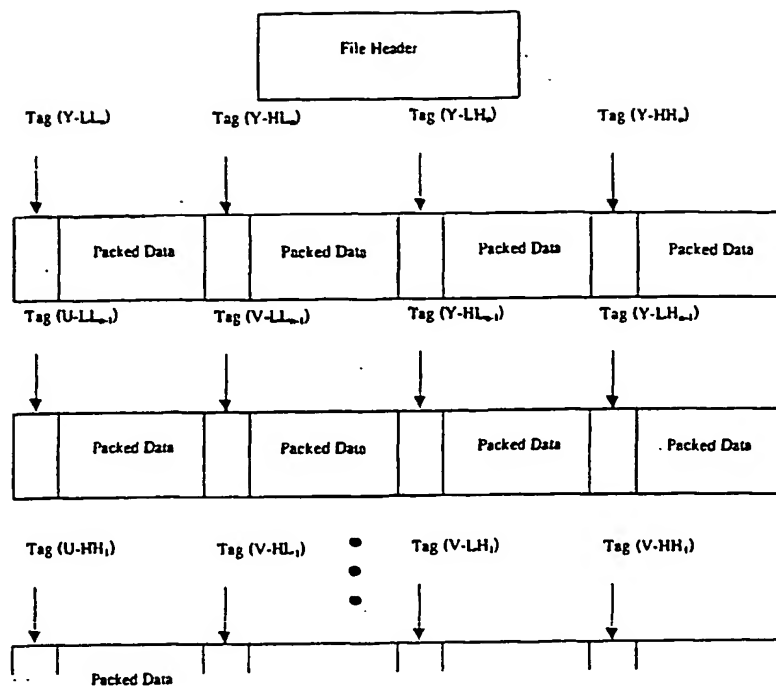 File Header
Tag (Y-LLₙ) Tag (Y-HLₙ) Tag (Y-LHₙ) Tag (Y-HHₙ)
Packed Data Packed Data Packed Data Packed Data
Tag (U-LLₙ₋₁) Tag (V-LLₙ₋₁) Tag (Y-HLₙ₋₁) Tag (Y-LHₙ₋₁)
Packed Data Packed Data Packed Data Packed Data
Tag (U-HH₁) Tag (V-HL₁) Tag (V-LH₁) Tag (V-HH₁)
Packed Data